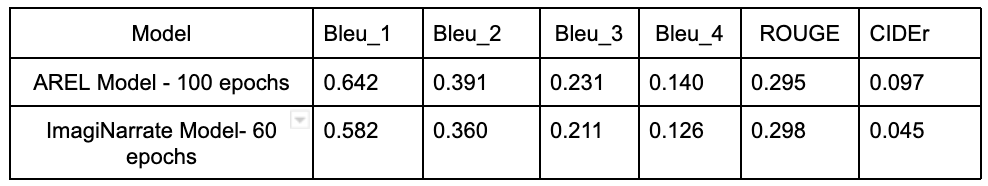 Model Bleu_1 Bleu_2 Bleu_3 Bleu_4 ROUGE CIDEr
AREL Model - 100 epochs 0.642 0.391 0.231 0.140 0.295 0.097
ImagiNarrate Model- 60 0.582 0.360 0.211 0.126 0.298 0.045
epochs